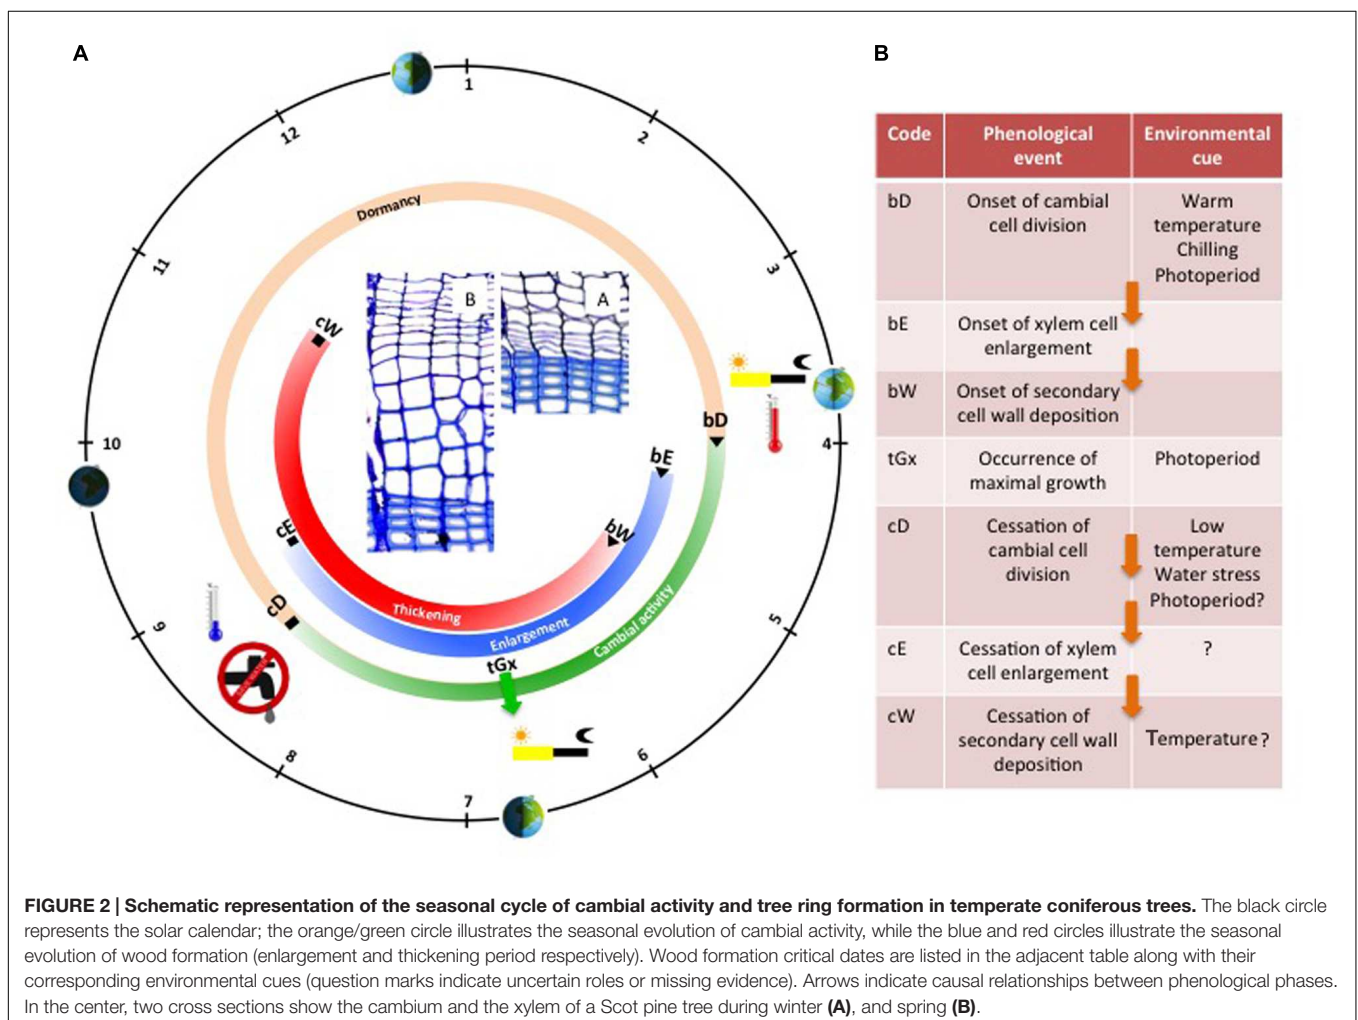 A
1
2
3
4
5
6
7
8
9
10
11
12
Dormancy
cW
B
A
bD
bE
bW
cE
cD
Thickening
Enlargement
Cambial activity
tGx
B
Code
Phenological
event
Environmental
cue
bD
Onset of cambial
cell division
Warm
temperature
Chilling
Photoperiod
bE
Onset of xylem cell
enlargement
bW
Onset of secondary
cell wall deposition
tGx
Occurrence of
maximal growth
Photoperiod
cD
Cessation of
cambial cell
division
Low
temperature
Water stress
Photoperiod?
cE
Cessation of xylem
cell enlargement
?
cW
Cessation of
secondary cell wall
deposition
Temperature?
FIGURE 2 | Schematic representation of the seasonal cycle of cambial activity and tree ring formation in temperate coniferous trees. The black circle
represents the solar calendar; the orange/green circle illustrates the seasonal evolution of cambial activity, while the blue and red circles illustrate the seasonal
evolution of wood formation (enlargement and thickening period respectively). Wood formation critical dates are listed in the adjacent table along with their
corresponding environmental cues (question marks indicate uncertain roles or missing evidence). Arrows indicate causal relationships between phenological phases.
In the center, two cross sections show the cambium and the xylem of a Scot pine tree during winter (A), and spring (B).